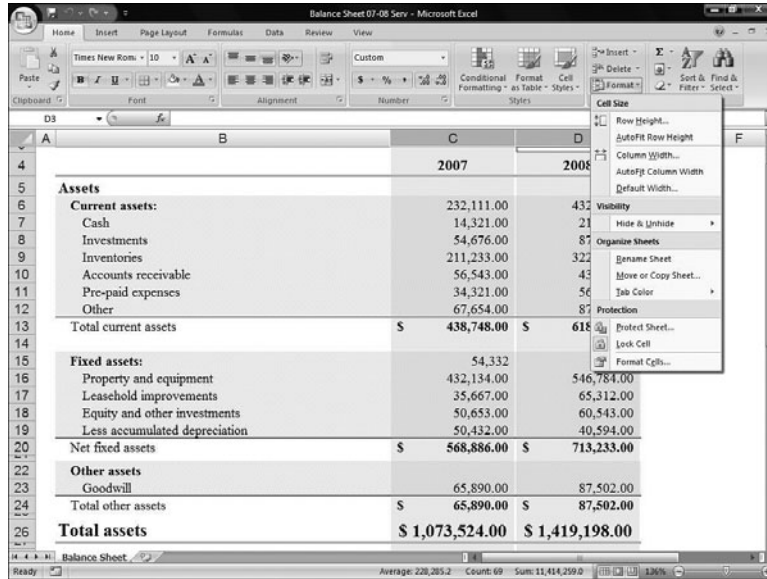 Balance Sheet 07-08 Serv - Microsoft Excel
Home Insert Page Layout Formulas Data Review View
Times New Roma 10 A A Custom Insert Σ
Paste B I U A $ % , Conditional Formatting Format as Table Cell Styles Delete Format Sort & Filter Find & Select
Clipboard Font Alignment Number Styles
D3 fx
A B C D F
Cell Size
Row Height...
AutoFit Row Height
Column Width...
AutoFit Column Width
Default Width...
Visibility
Hide & Unhide
Organize Sheets
Rename Sheet
Move or Copy Sheet...
Tab Color
Protection
Protect Sheet...
Lock Cell
Format Cells...
4 2007 2008
5 Assets
6 Current assets: 232,111.00 432
7 Cash 14,321.00 21
8 Investments 54,676.00 87
9 Inventories 211,233.00 322
10 Accounts receivable 56,543.00 43
11 Pre-paid expenses 34,321.00 56
12 Other 67,654.00 87
13 Total current assets $ 438,748.00 $ 618
14
15 Fixed assets: 54,332
16 Property and equipment 432,134.00 546,784.00
17 Leasehold improvements 35,667.00 65,312.00
18 Equity and other investments 50,653.00 60,543.00
19 Less accumulated depreciation 50,432.00 40,594.00
20 Net fixed assets $ 568,886.00 $ 713,233.00
22 Other assets
23 Goodwill 65,890.00 87,502.00
24 Total other assets $ 65,890.00 $ 87,502.00
26 Total assets $ 1,073,524.00 $ 1,419,198.00
Balance Sheet
Ready Average: 228,285.2 Count: 69 Sum: 11,414,259.0 136%